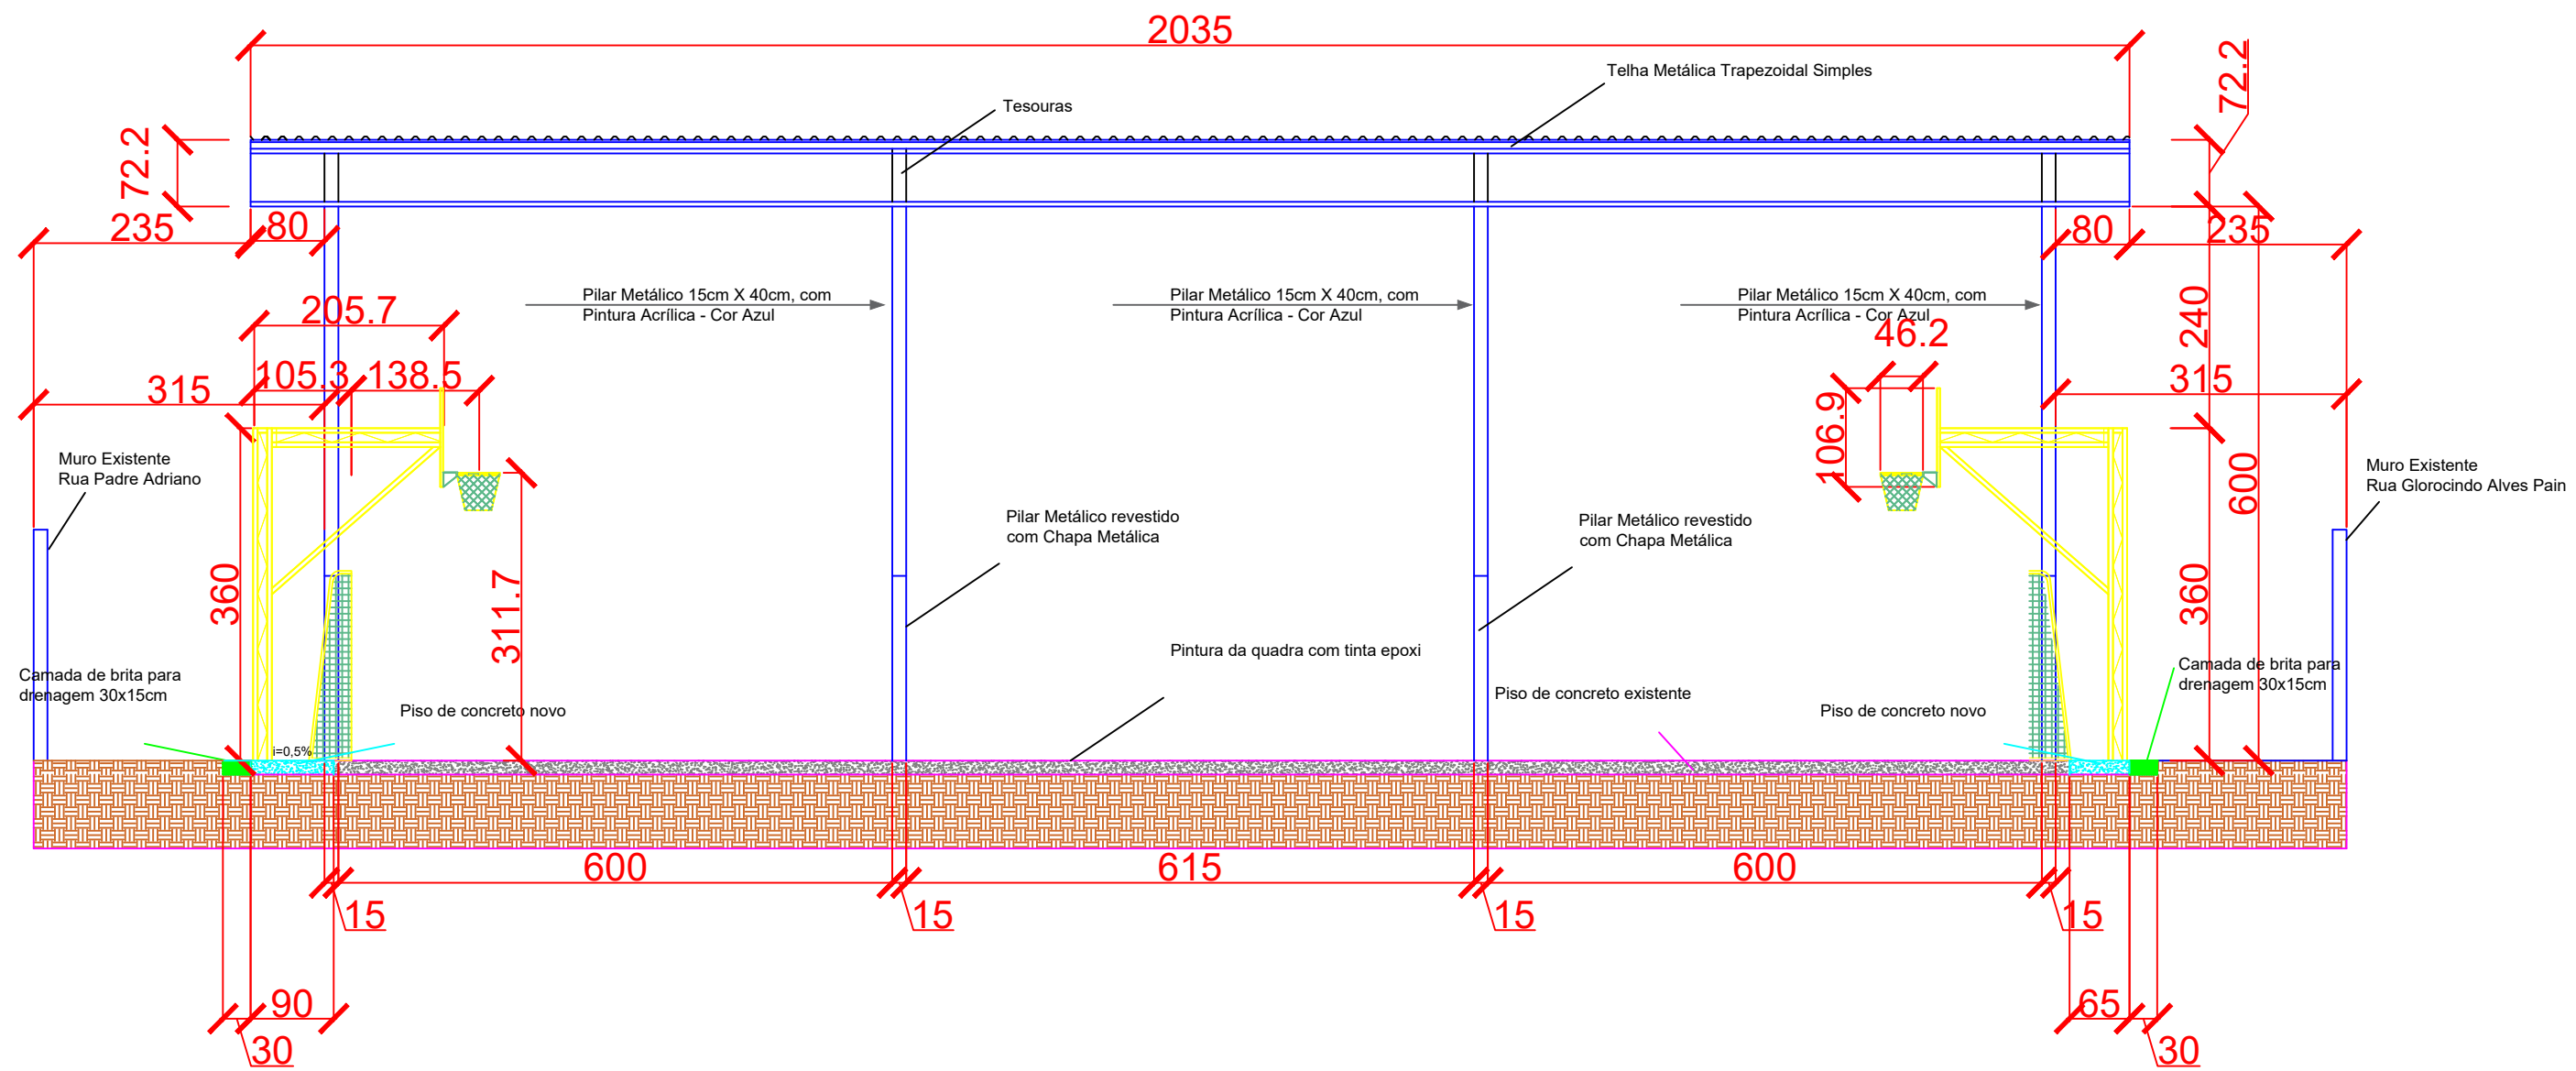 2035
72.2
Telha Metálica Trapezoidal Simples
Tesouras
72.2
235
80
80
235
Pilar Metálico 15cm X 40cm, com
Pintura Acrílica - Cor Azul
Pilar Metálico 15cm X 40cm, com
Pintura Acrílica - Cor Azul
Pilar Metálico 15cm X 40cm, com
Pintura Acrílica - Cor Azul
205.7
46.2
240
315
105.3
138.5
106.9
315
Muro Existente
Rua Padre Adriano
Muro Existente
Rua Glorocindo Alves Pain
600
Pilar Metálico revestido
com Chapa Metálica
Pilar Metálico revestido
com Chapa Metálica
360
311.7
360
Pintura da quadra com tinta epoxi
Camada de brita para
drenagem 30x15cm
Camada de brita para
drenagem 30x15cm
Piso de concreto existente
Piso de concreto novo
Piso de concreto novo
i=0,5%
600
615
600
15
15
15
15
90
65
30
30